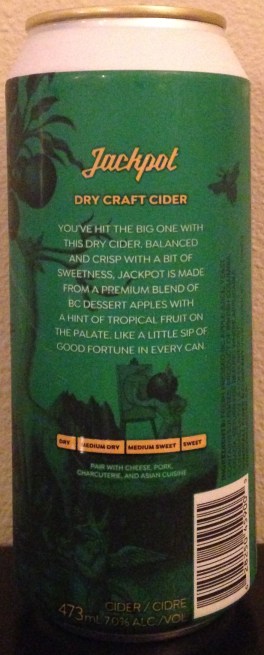 Jackpot
DRY CRAFT CIDER
YOU'VE HIT THE BIG ONE WITH
THIS DRY CIDER. BALANCED
AND CRISP WITH A BIT OF
SWEETNESS, JACKPOT IS MADE
FROM A PREMIUM BLEND OF
BC DESSERT APPLES WITH
A HINT OF TROPICAL FRUIT ON
THE PALATE. LIKE A LITTLE SIP OF
GOOD FORTUNE IN EVERY CAN.
DRY MEDIUM DRY MEDIUM SWEET SWEET
PAIR WITH CHEESE, PORK,
CHARCUTERIE, AND ASIAN CUISINE
CIDER / CIDRE
473mL 7.0% ALC./VOL